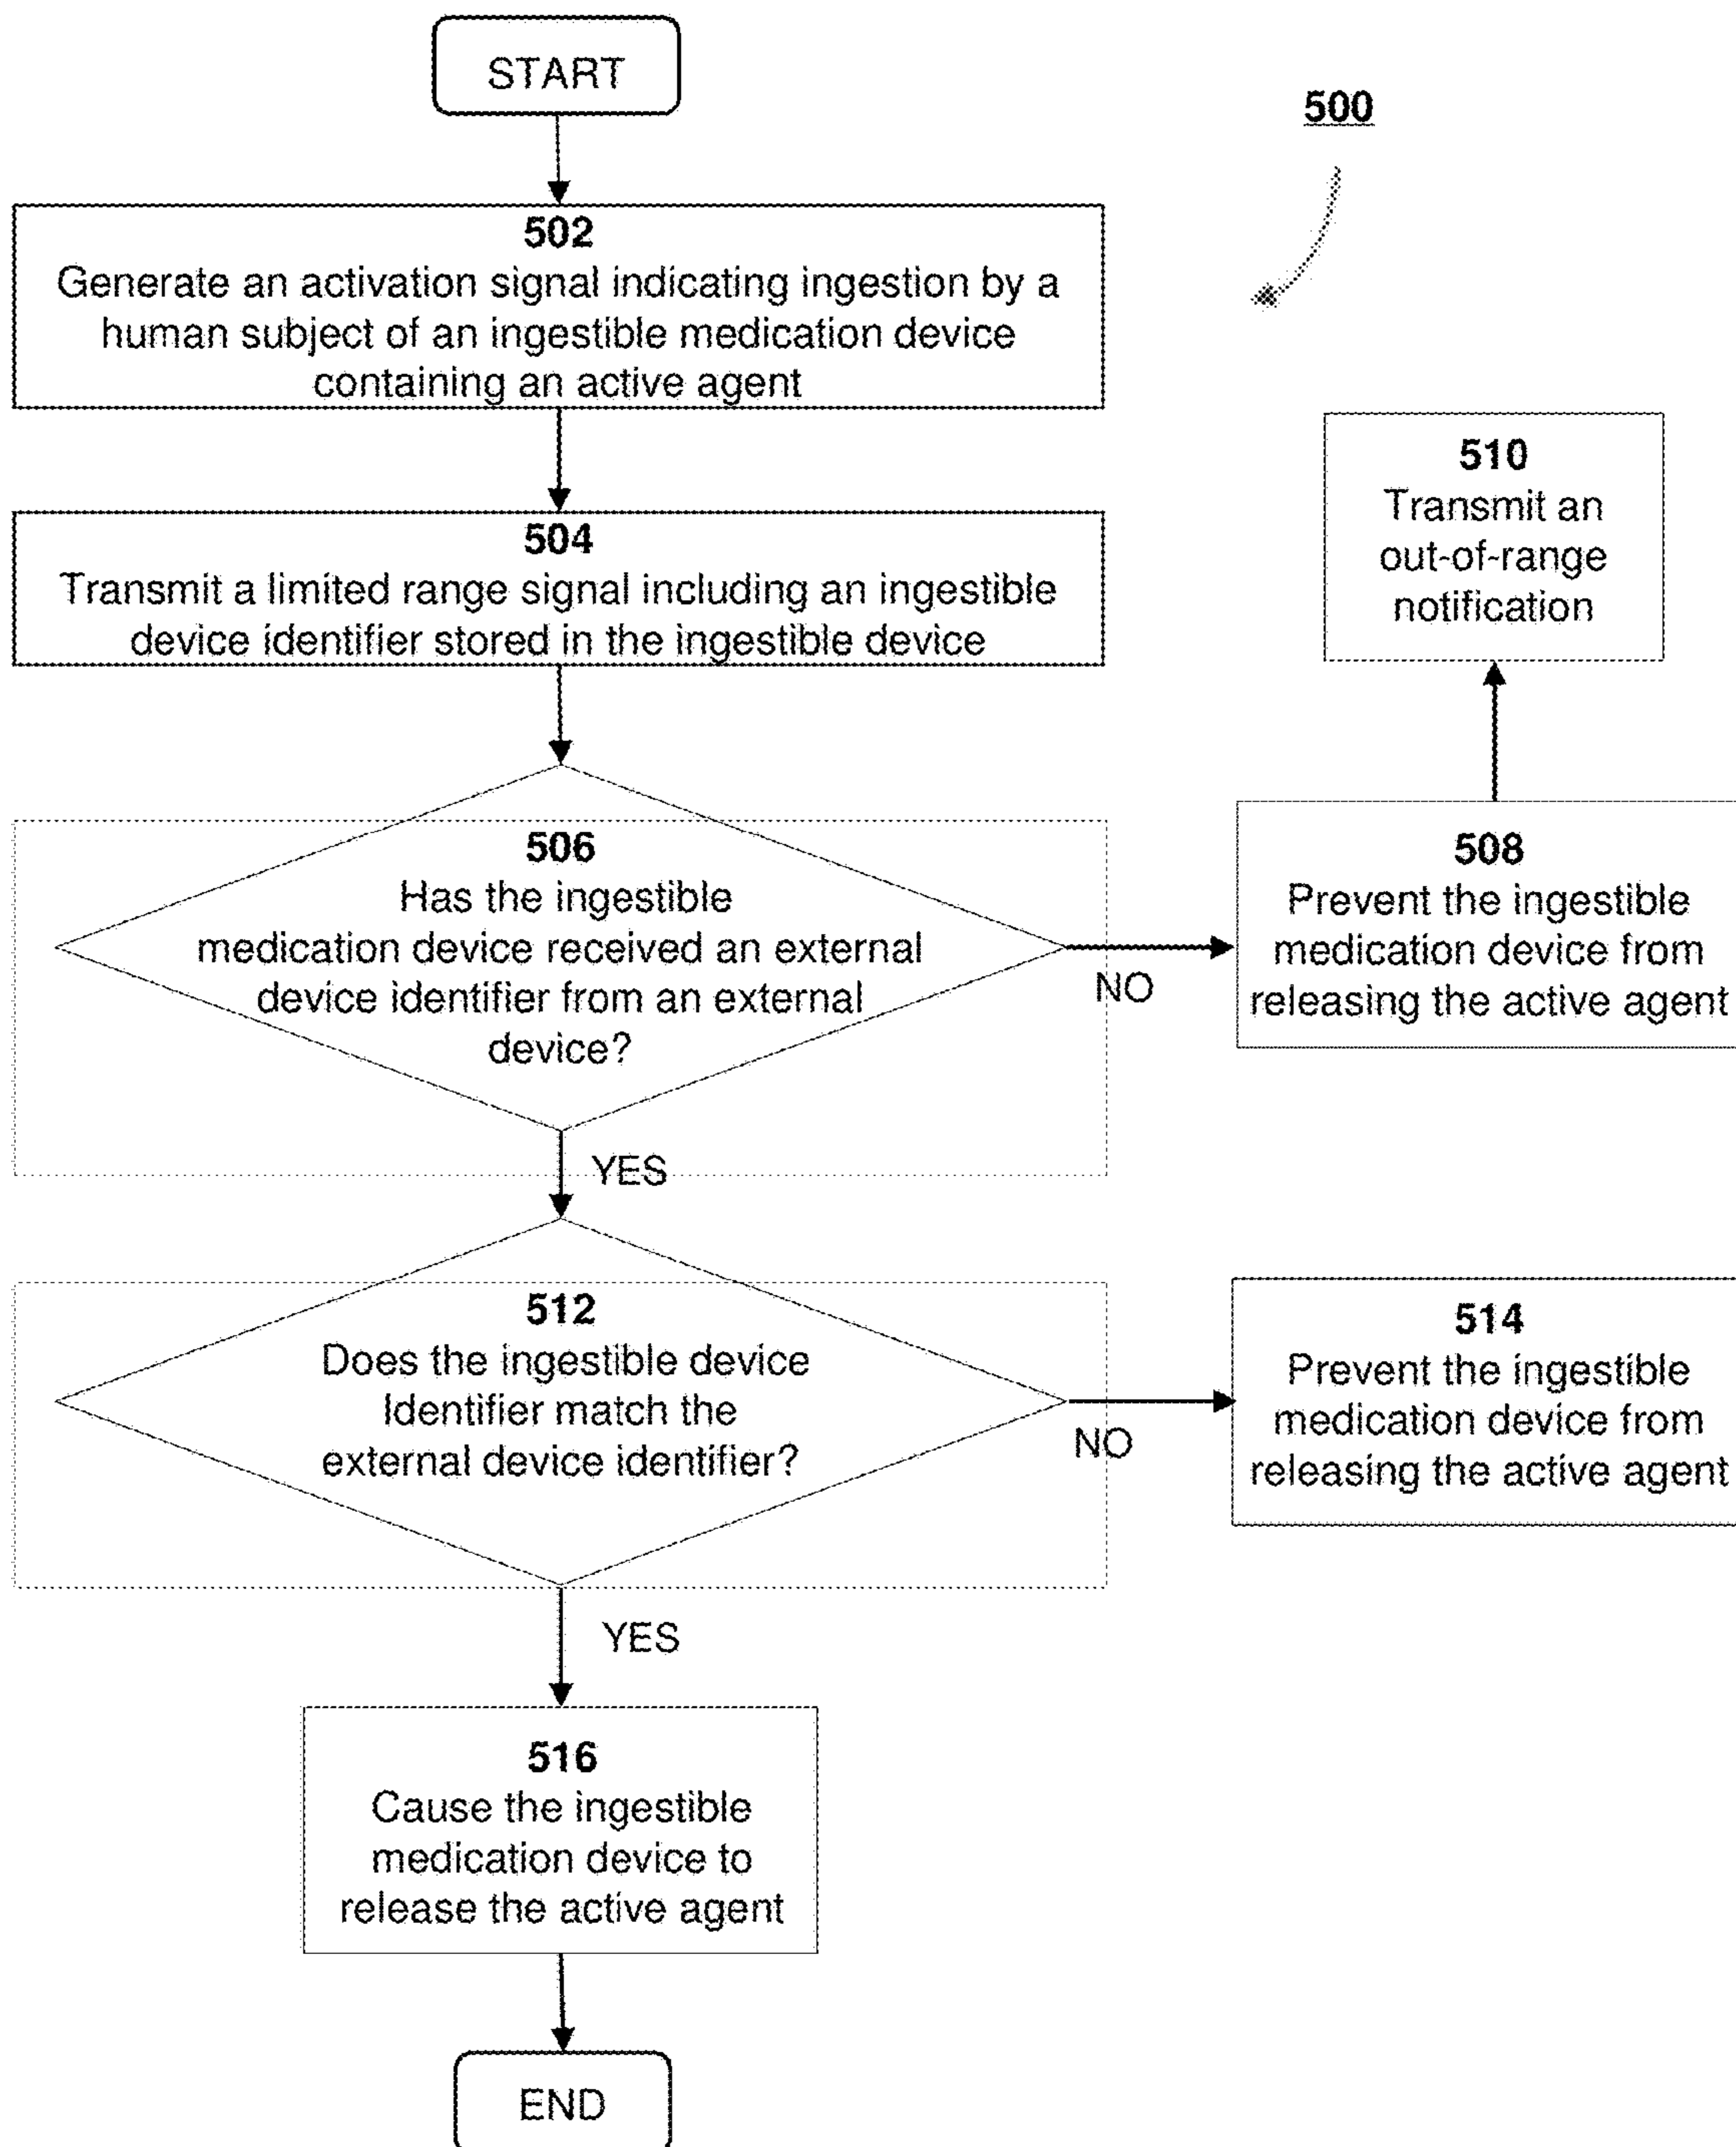 START
500
502
Generate an activation signal indicating ingestion by a
human subject of an ingestible medication device
containing an active agent
504
Transmit a limited range signal including an ingestible
device identifier stored in the ingestible device
510
Transmit an
out-of-range
notification
506
Has the ingestible
medication device received an external
device identifier from an external
device?
NO
508
Prevent the ingestible
medication device from
releasing the active agent
YES
512
Does the ingestible device
Identifier match the
external device identifier?
NO
514
Prevent the ingestible
medication device from
releasing the active agent
YES
516
Cause the ingestible
medication device to
release the active agent
END